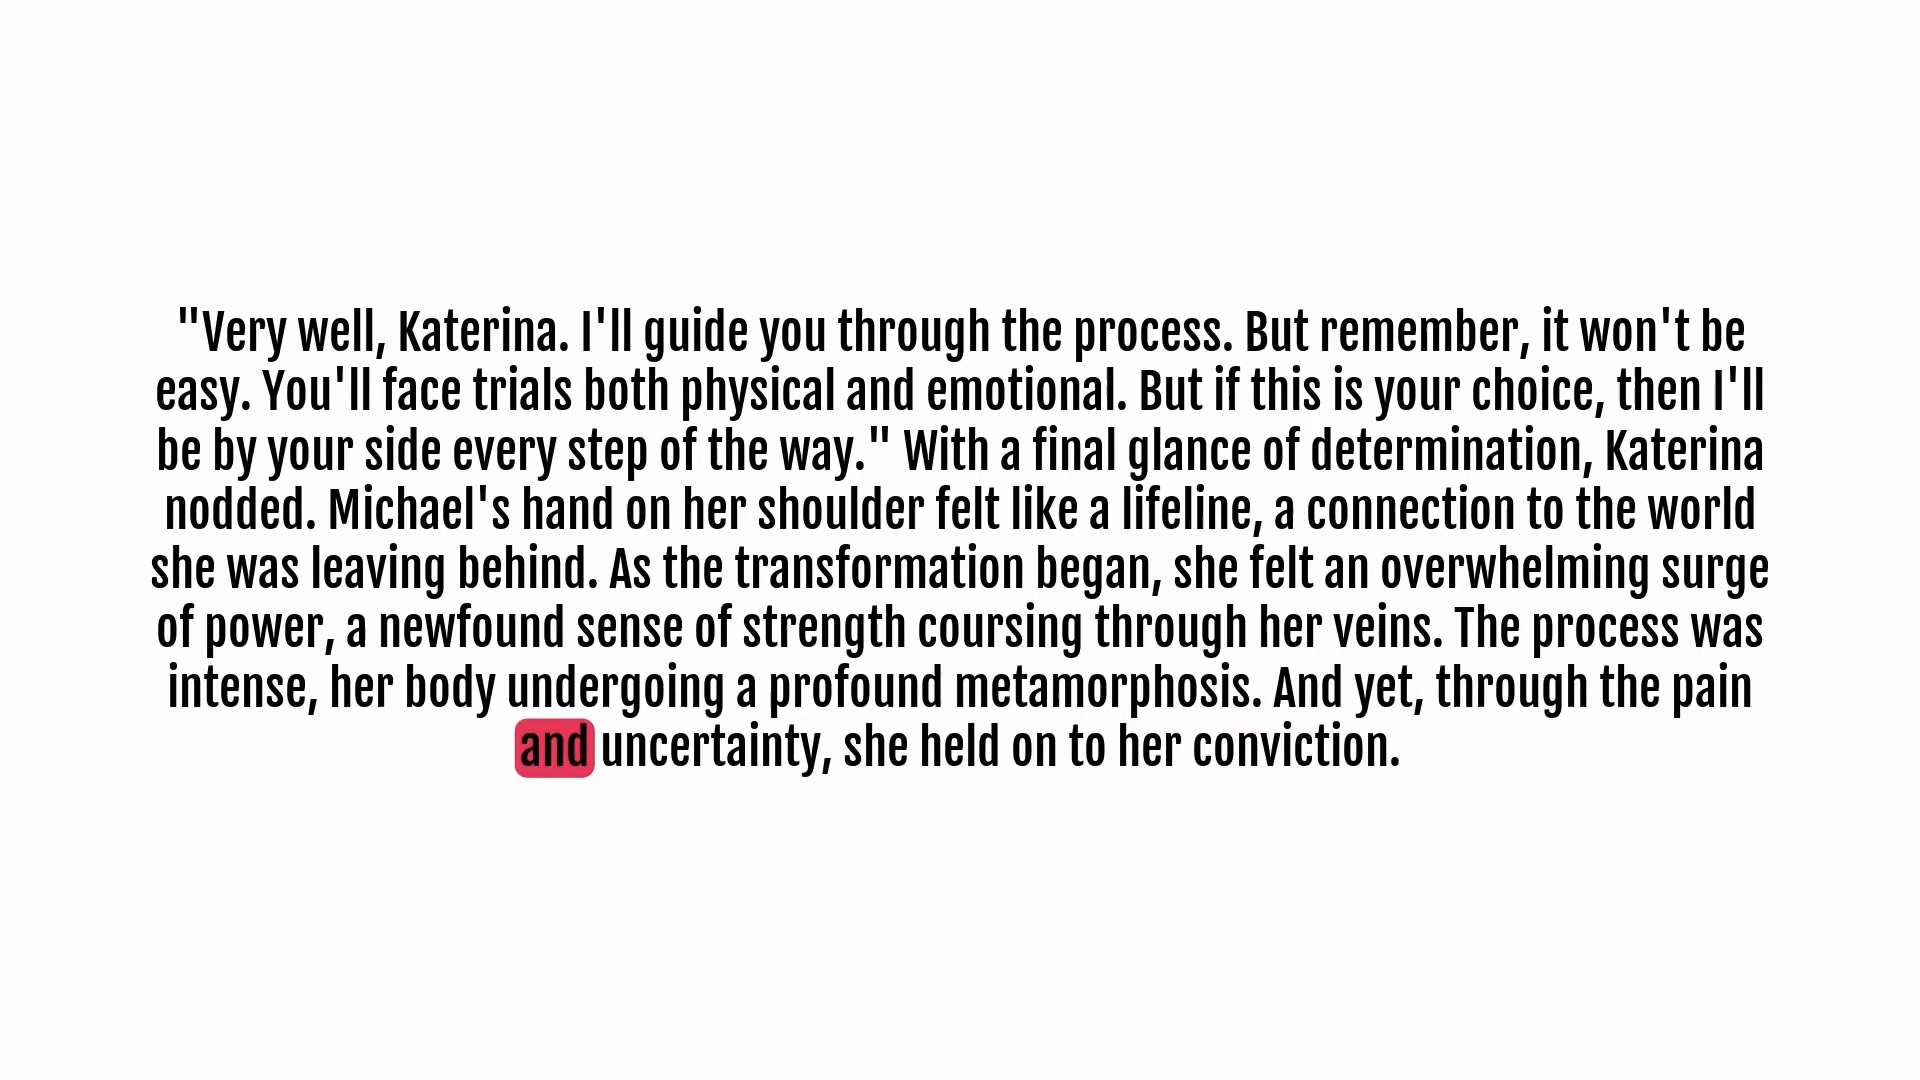 "Very well, Katerina. I'll guide you through the process. But remember, it won't be
easy. You'll face trials both physical and emotional. But if this is your choice, then I'll
be by your side every step of the way." With a final glance of determination, Katerina
nodded. Michael's hand on her shoulder felt like a lifeline, a connection to the world
she was leaving behind. As the transformation began, she felt an overwhelming surge
of power, a newfound sense of strength coursing through her veins. The process was
intense, her body undergoing a profound metamorphosis. And yet, through the pain
and uncertainty, she held on to her conviction.